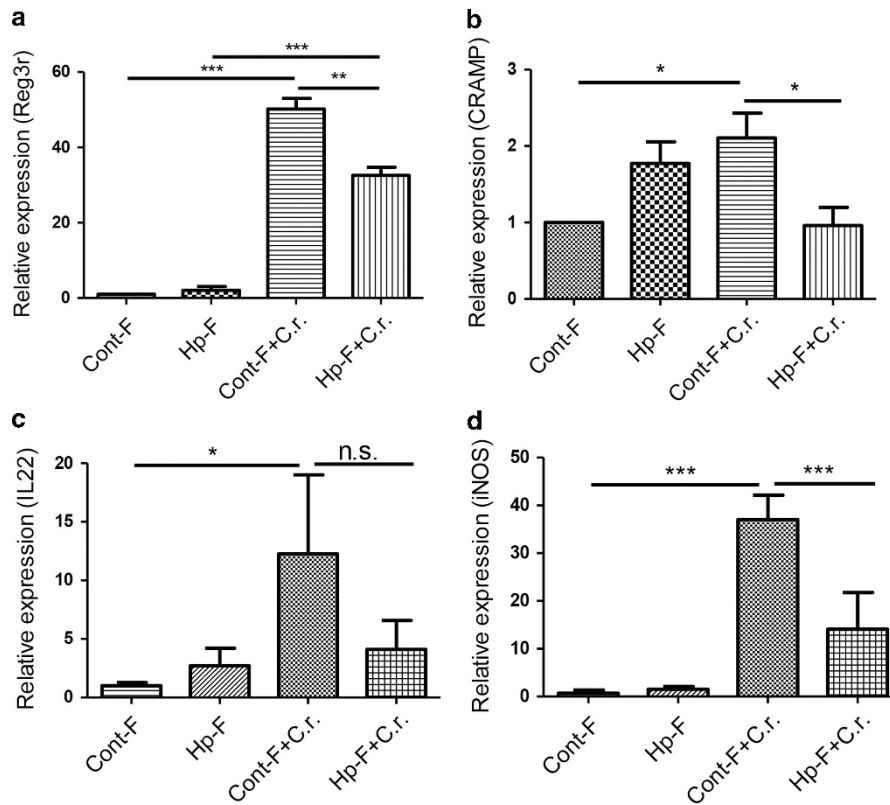 a
Relative expression (Reg3r)
60
40
20
0
***
***
**
Cont-F
Hp-F
Cont-F+C.r.
Hp-F+C.r.
b
Relative expression (CRAMP)
3
2
1
0
*
*
Cont-F
Hp-F
Cont-F+C.r.
Hp-F+C.r.
c
Relative expression (IL22)
20
15
10
5
0
*
n.s.
Cont-F
Hp-F
Cont-F+C.r.
Hp-F+C.r.
d
Relative expression (iNOS)
50
40
30
20
10
0
***
***
Cont-F
Hp-F
Cont-F+C.r.
Hp-F+C.r.